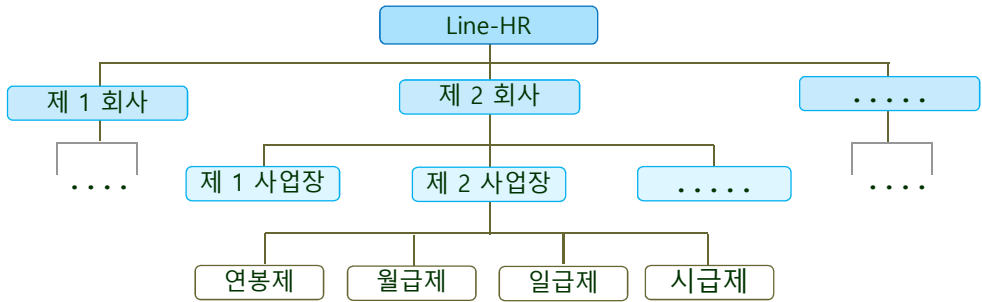 Line-HR
제 1 회사
제 2 회사
.....
....
제 1 사업장
제 2 사업장
.....
....
연봉제
월급제
일급제
시급제